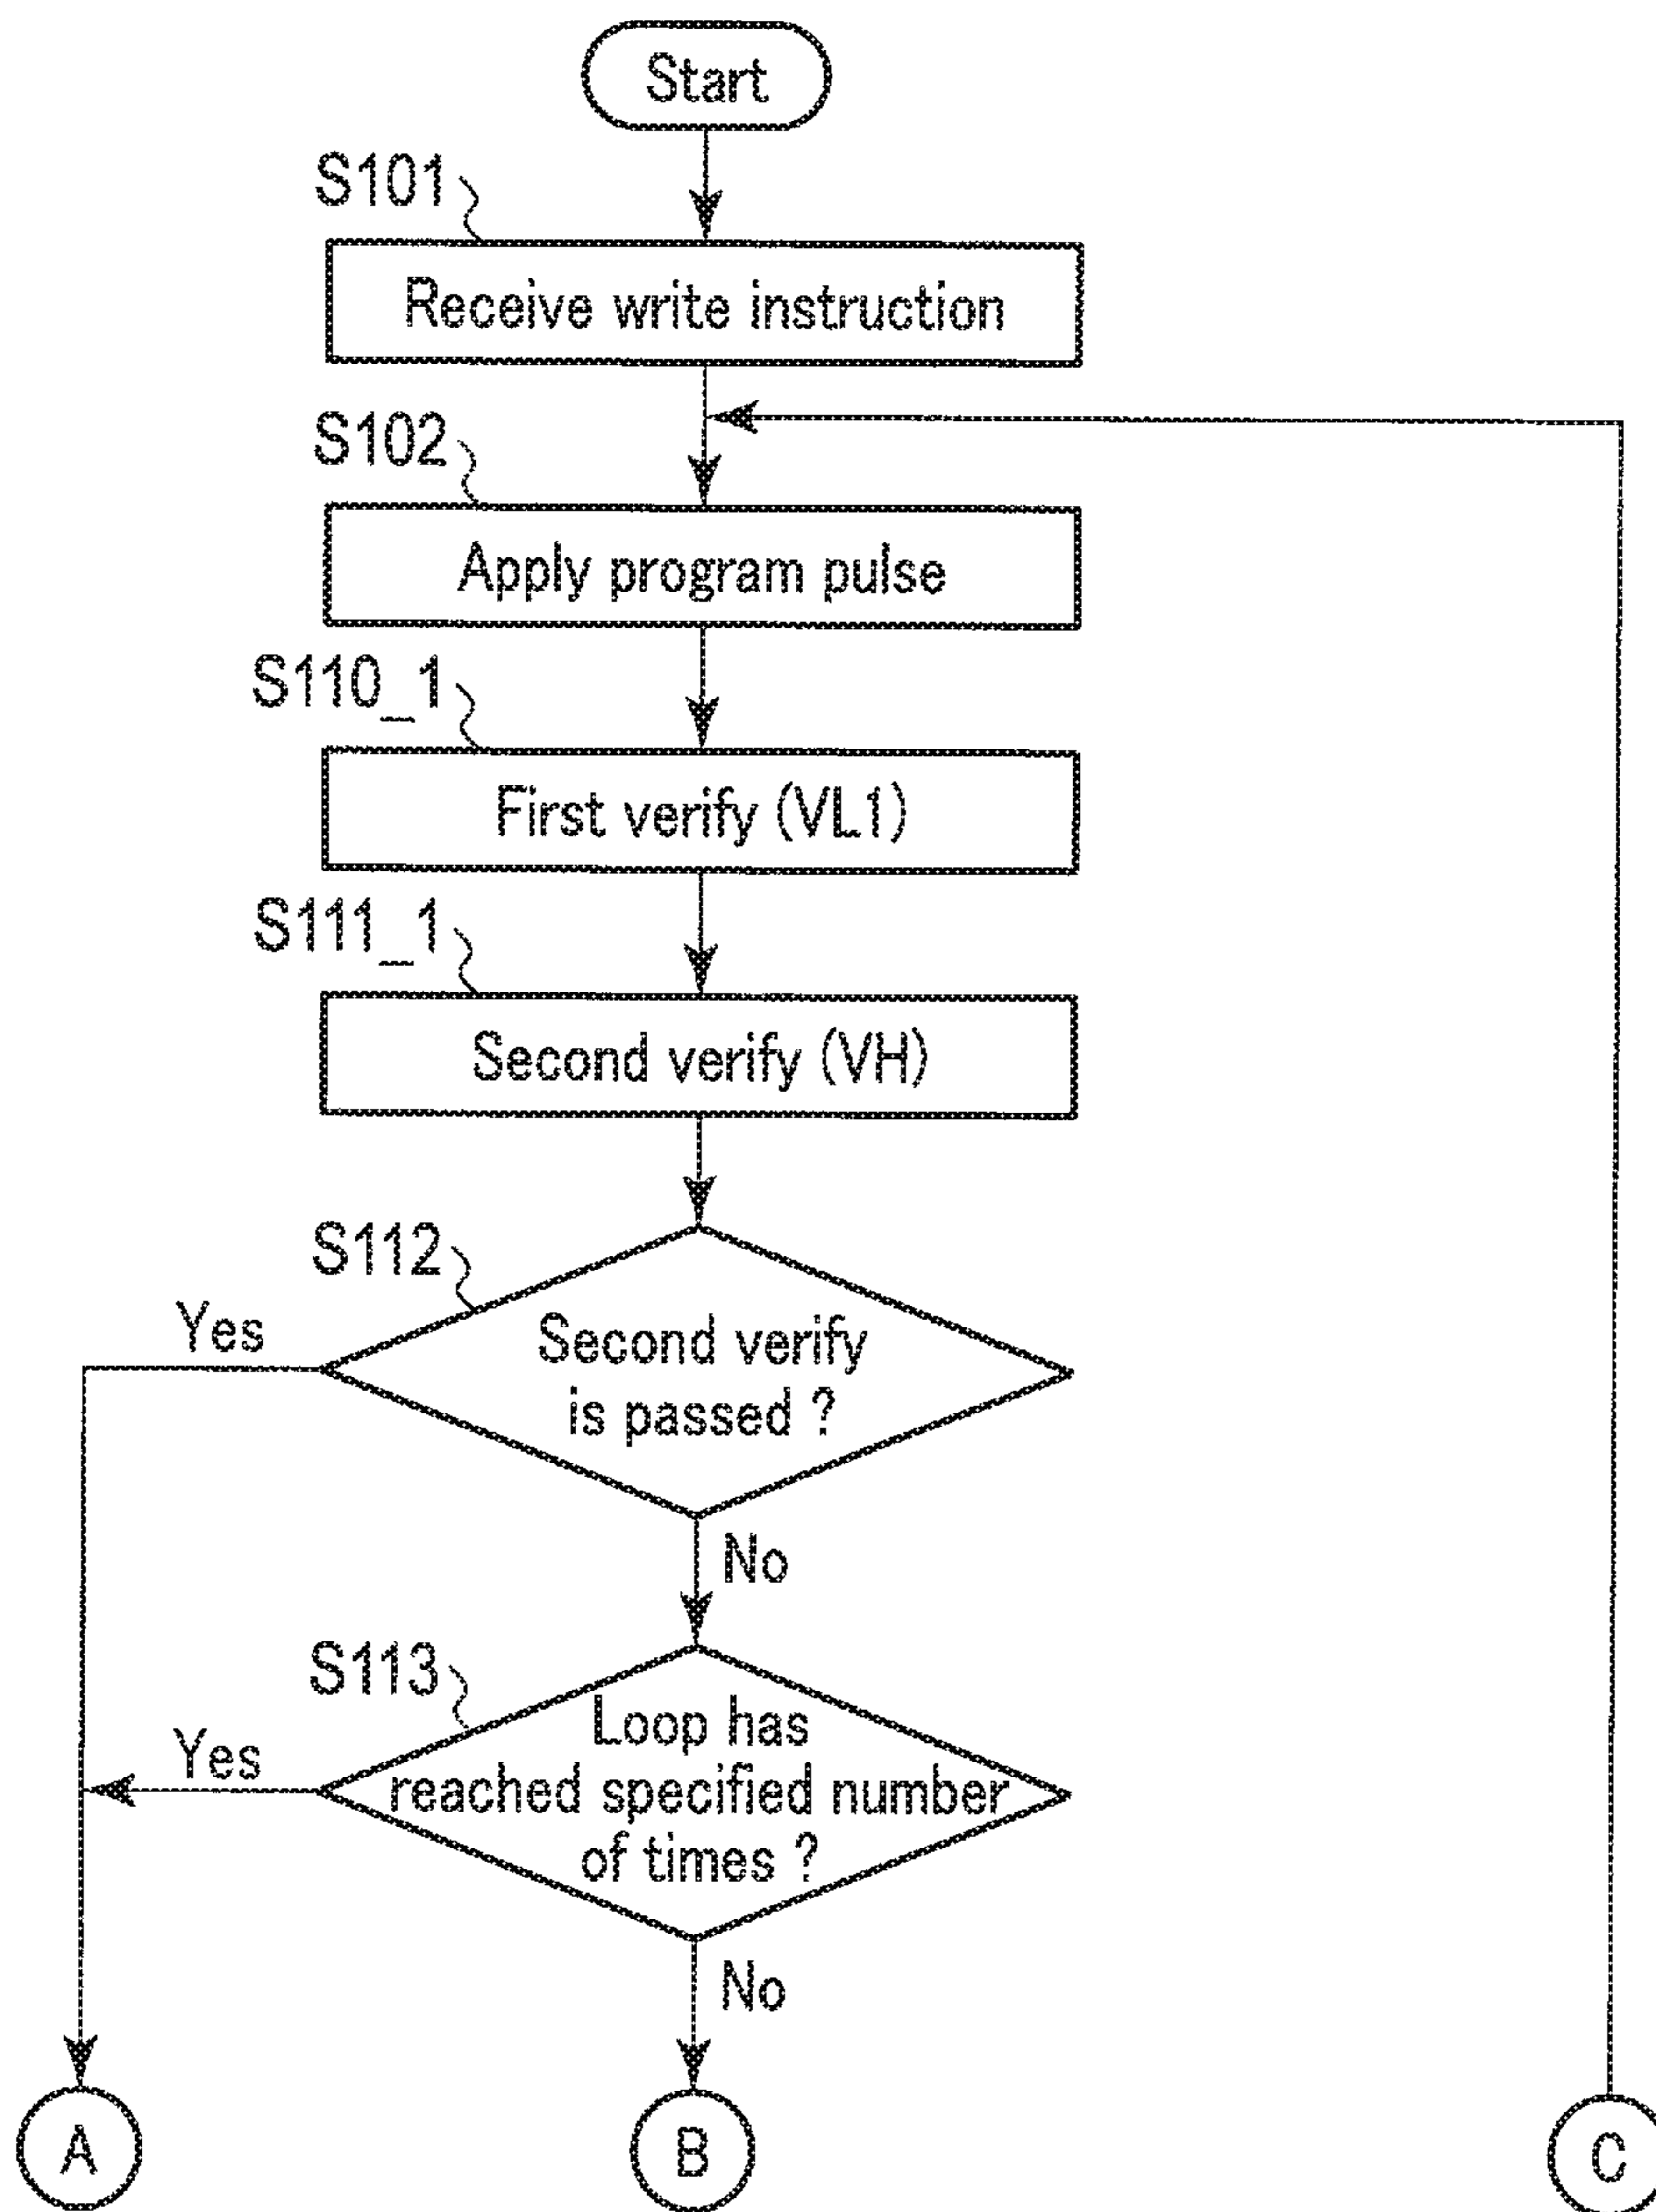 Start
S101
Receive write instruction
S102
Apply program pulse
S110_1
First verify (VL1)
S111_1
Second verify (VH)
S112
Yes
Second verify
is passed ?
No
S113
Yes
Loop has
reached specified number
of times ?
No
A
B
C